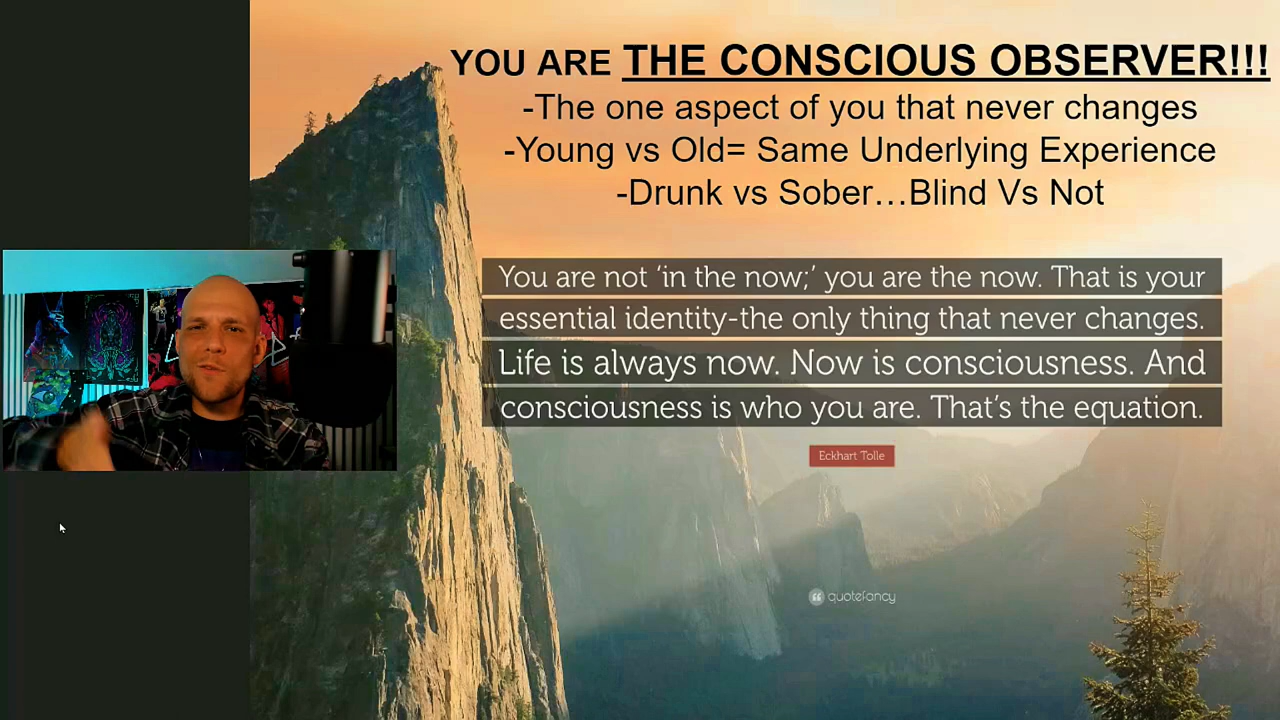 YOU ARE THE CONSCIOUS OBSERVER!!!
-The one aspect of you that never changes
-Young vs Old= Same Underlying Experience
-Drunk vs Sober…Blind Vs Not
You are not ‘in the now;’ you are the now. That is your
essential identity-the only thing that never changes.
Life is always now. Now is consciousness. And
consciousness is who you are. That’s the equation.
Eckhart Tolle
quotefancy